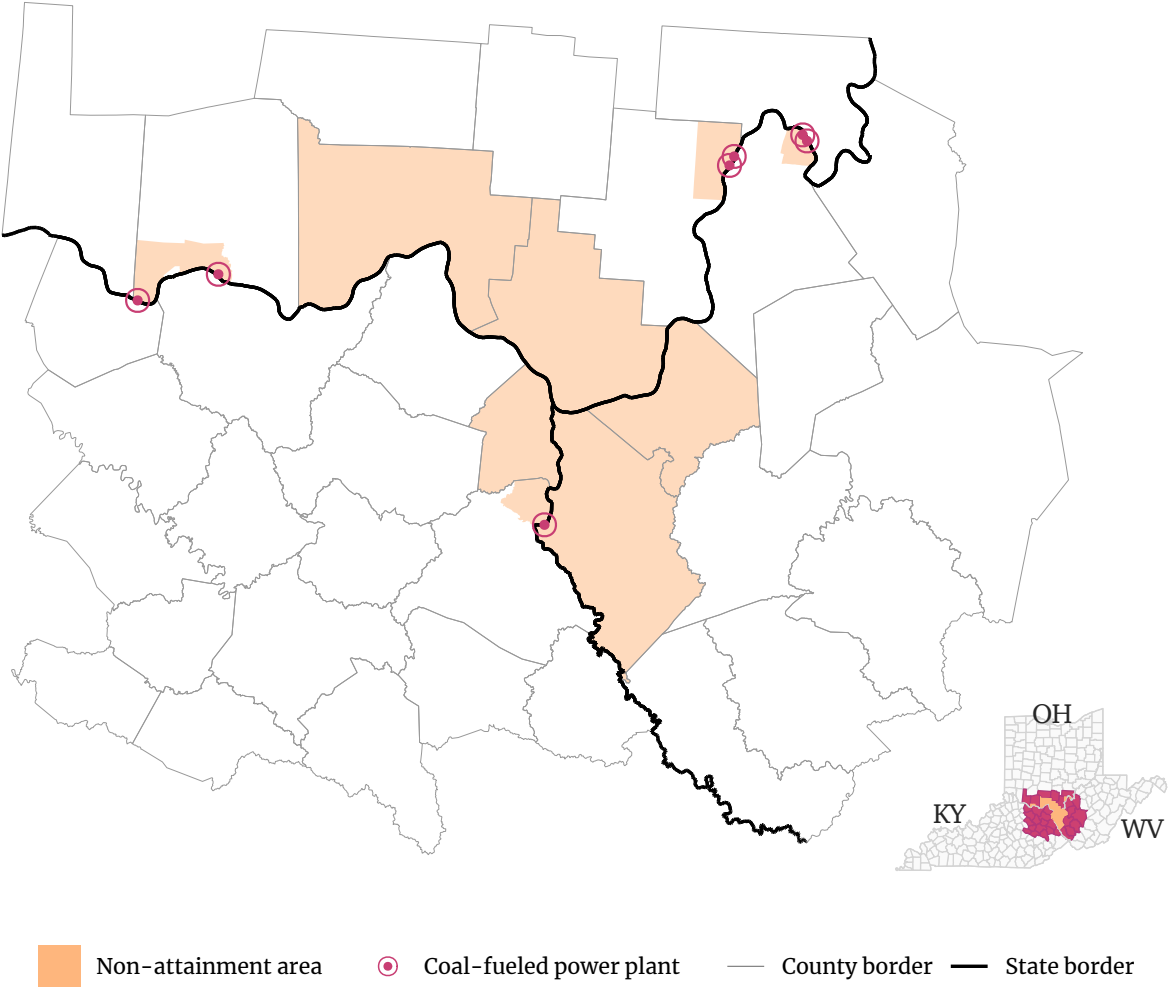 OH
KY
WV
Non-attainment area
Coal-fueled power plant
County border
State border